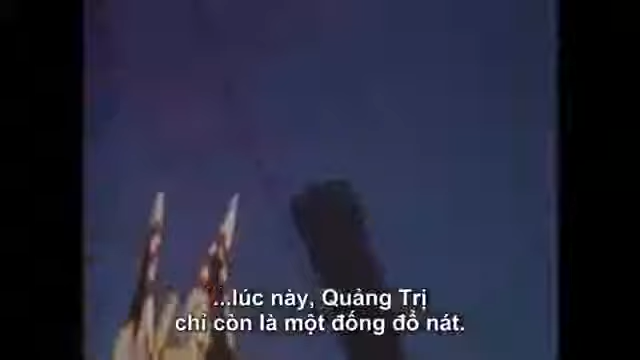 ...lúc này, Quảng Trị
chỉ còn là một đống đổ nát.